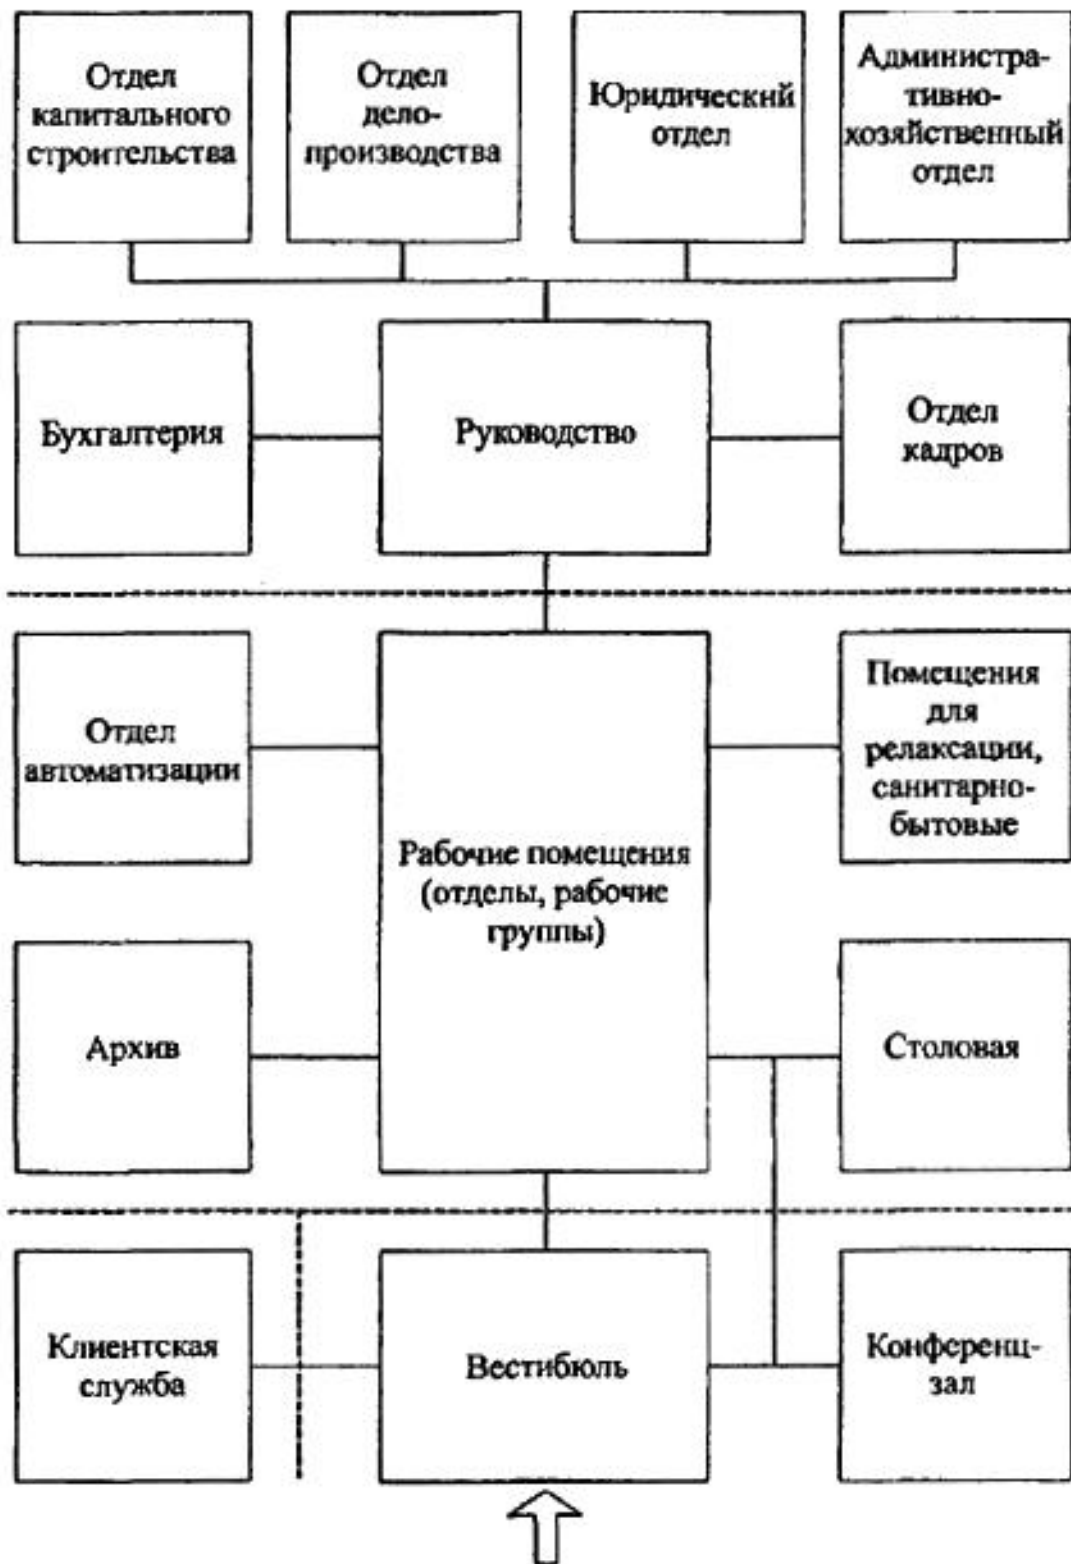 Отдел
капитального
строительства
Отдел
дело-
производства
Юридический
отдел
Администра-
тивно-
хозяйственный
отдел
Бухгалтерия
Руководство
Отдел
кадров
Отдел
автоматизации
Рабочие помещения
(отделы, рабочие
группы)
Помещения
для
релаксации,
санитарно-
бытовые
Архив
Столовая
Клиентская
служба
Вестибюль
Конференц-
зал